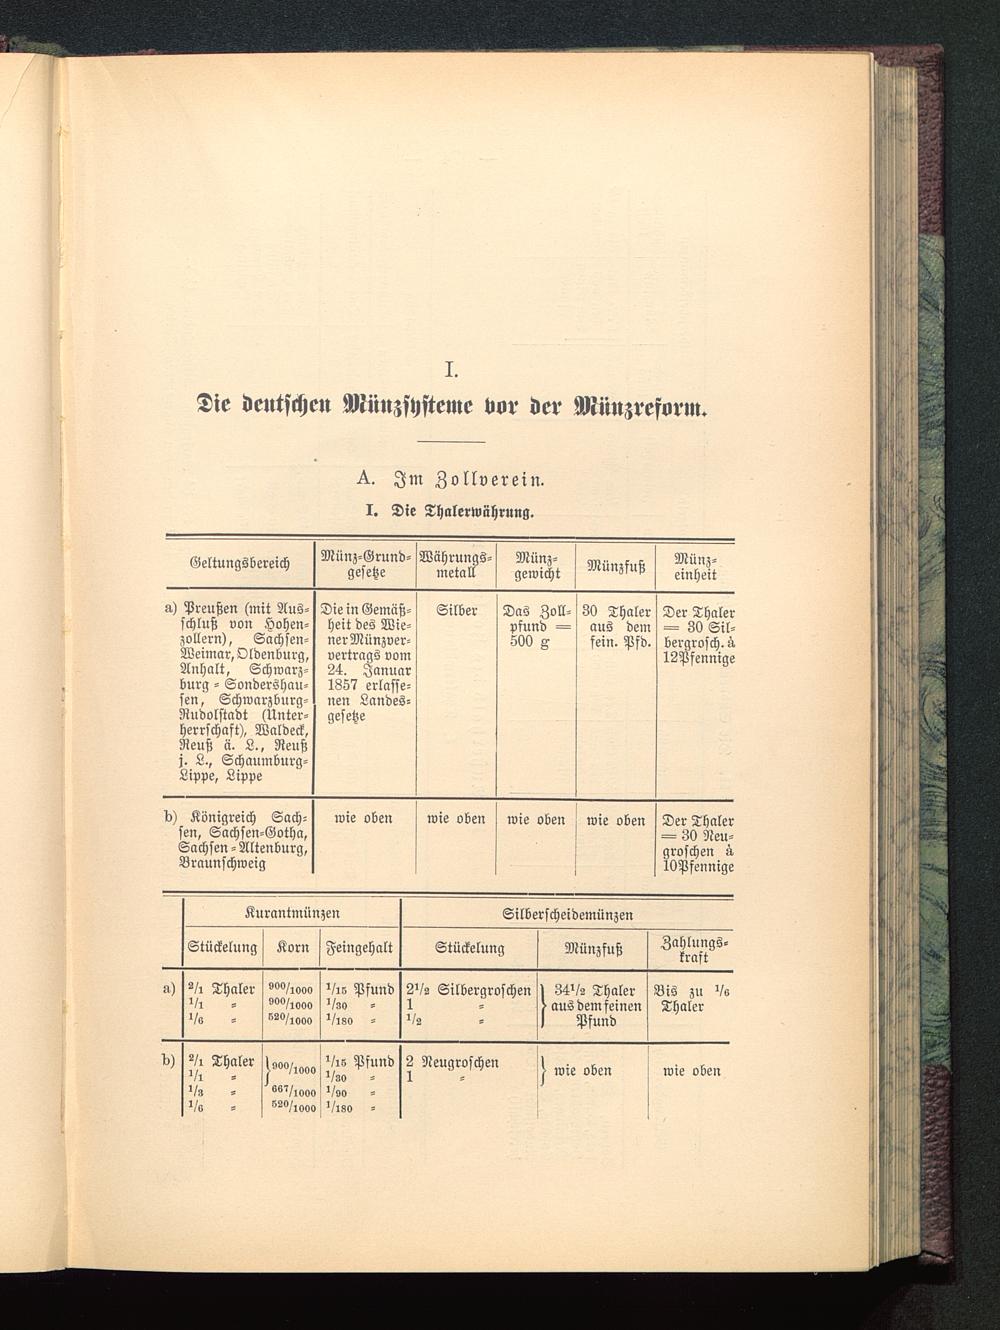 I.
Die deutschen Münzsysteme vor der Münzreform.
A. Im Zollverein.
I. Die Thalerwährung.
Geltungsbereich
Münz-Grund-
gesetze
Währungs-
metall
Münz-
gewicht
Münzfuß
Münz-
einheit
a) Preußen (mit Aus-
schluß von Hohen-
zollern), Sachsen-
Weimar, Oldenburg,
Anhalt, Schwarz-
burg-Sondershau-
sen, Schwarzburg-
Rudolstadt (Unter-
herrschaft), Waldeck,
Reuß ä. L., Reuß
j. L., Schaumburg-
Lippe, Lippe
Die in Gemäß-
heit des Wie-
ner Münzver-
vertrags vom
24. Januar
1857 erlasse-
nen Landes-
gesetze
Silber
Das Zoll-
pfund =
500 g
30 Thaler
aus dem
fein. Pfd.
Der Thaler
= 30 Sil-
bergrosch. à
12 Pfennige
b) Königreich Sach-
sen, Sachsen-Gotha,
Sachsen-Altenburg,
Braunschweig
wie oben
wie oben
wie oben
wie oben
Der Thaler
= 30 Neu-
groschen à
10 Pfennige
Kurantmünzen
Silberscheidemünzen
Stückelung
Korn
Feingehalt
Stückelung
Münzfuß
Zahlungs-
kraft
a) 2/1 Thaler 900/1000 1/15 Pfund 2 1/2 Silbergroschen } 34 1/2 Thaler Bis zu 1/6
1/1 „ 900/1000 1/30 „ 1 „ aus dem feinen Thaler
1/6 „ 520/1000 1/180 „ 1/2 „ Pfund
b) 2/1 Thaler } 900/1000 1/15 Pfund 2 Neugroschen } wie oben wie oben
1/1 „ 1/30 „ 1 „
1/3 „ 667/1000 1/90 „
1/6 „ 520/1000 1/180 „